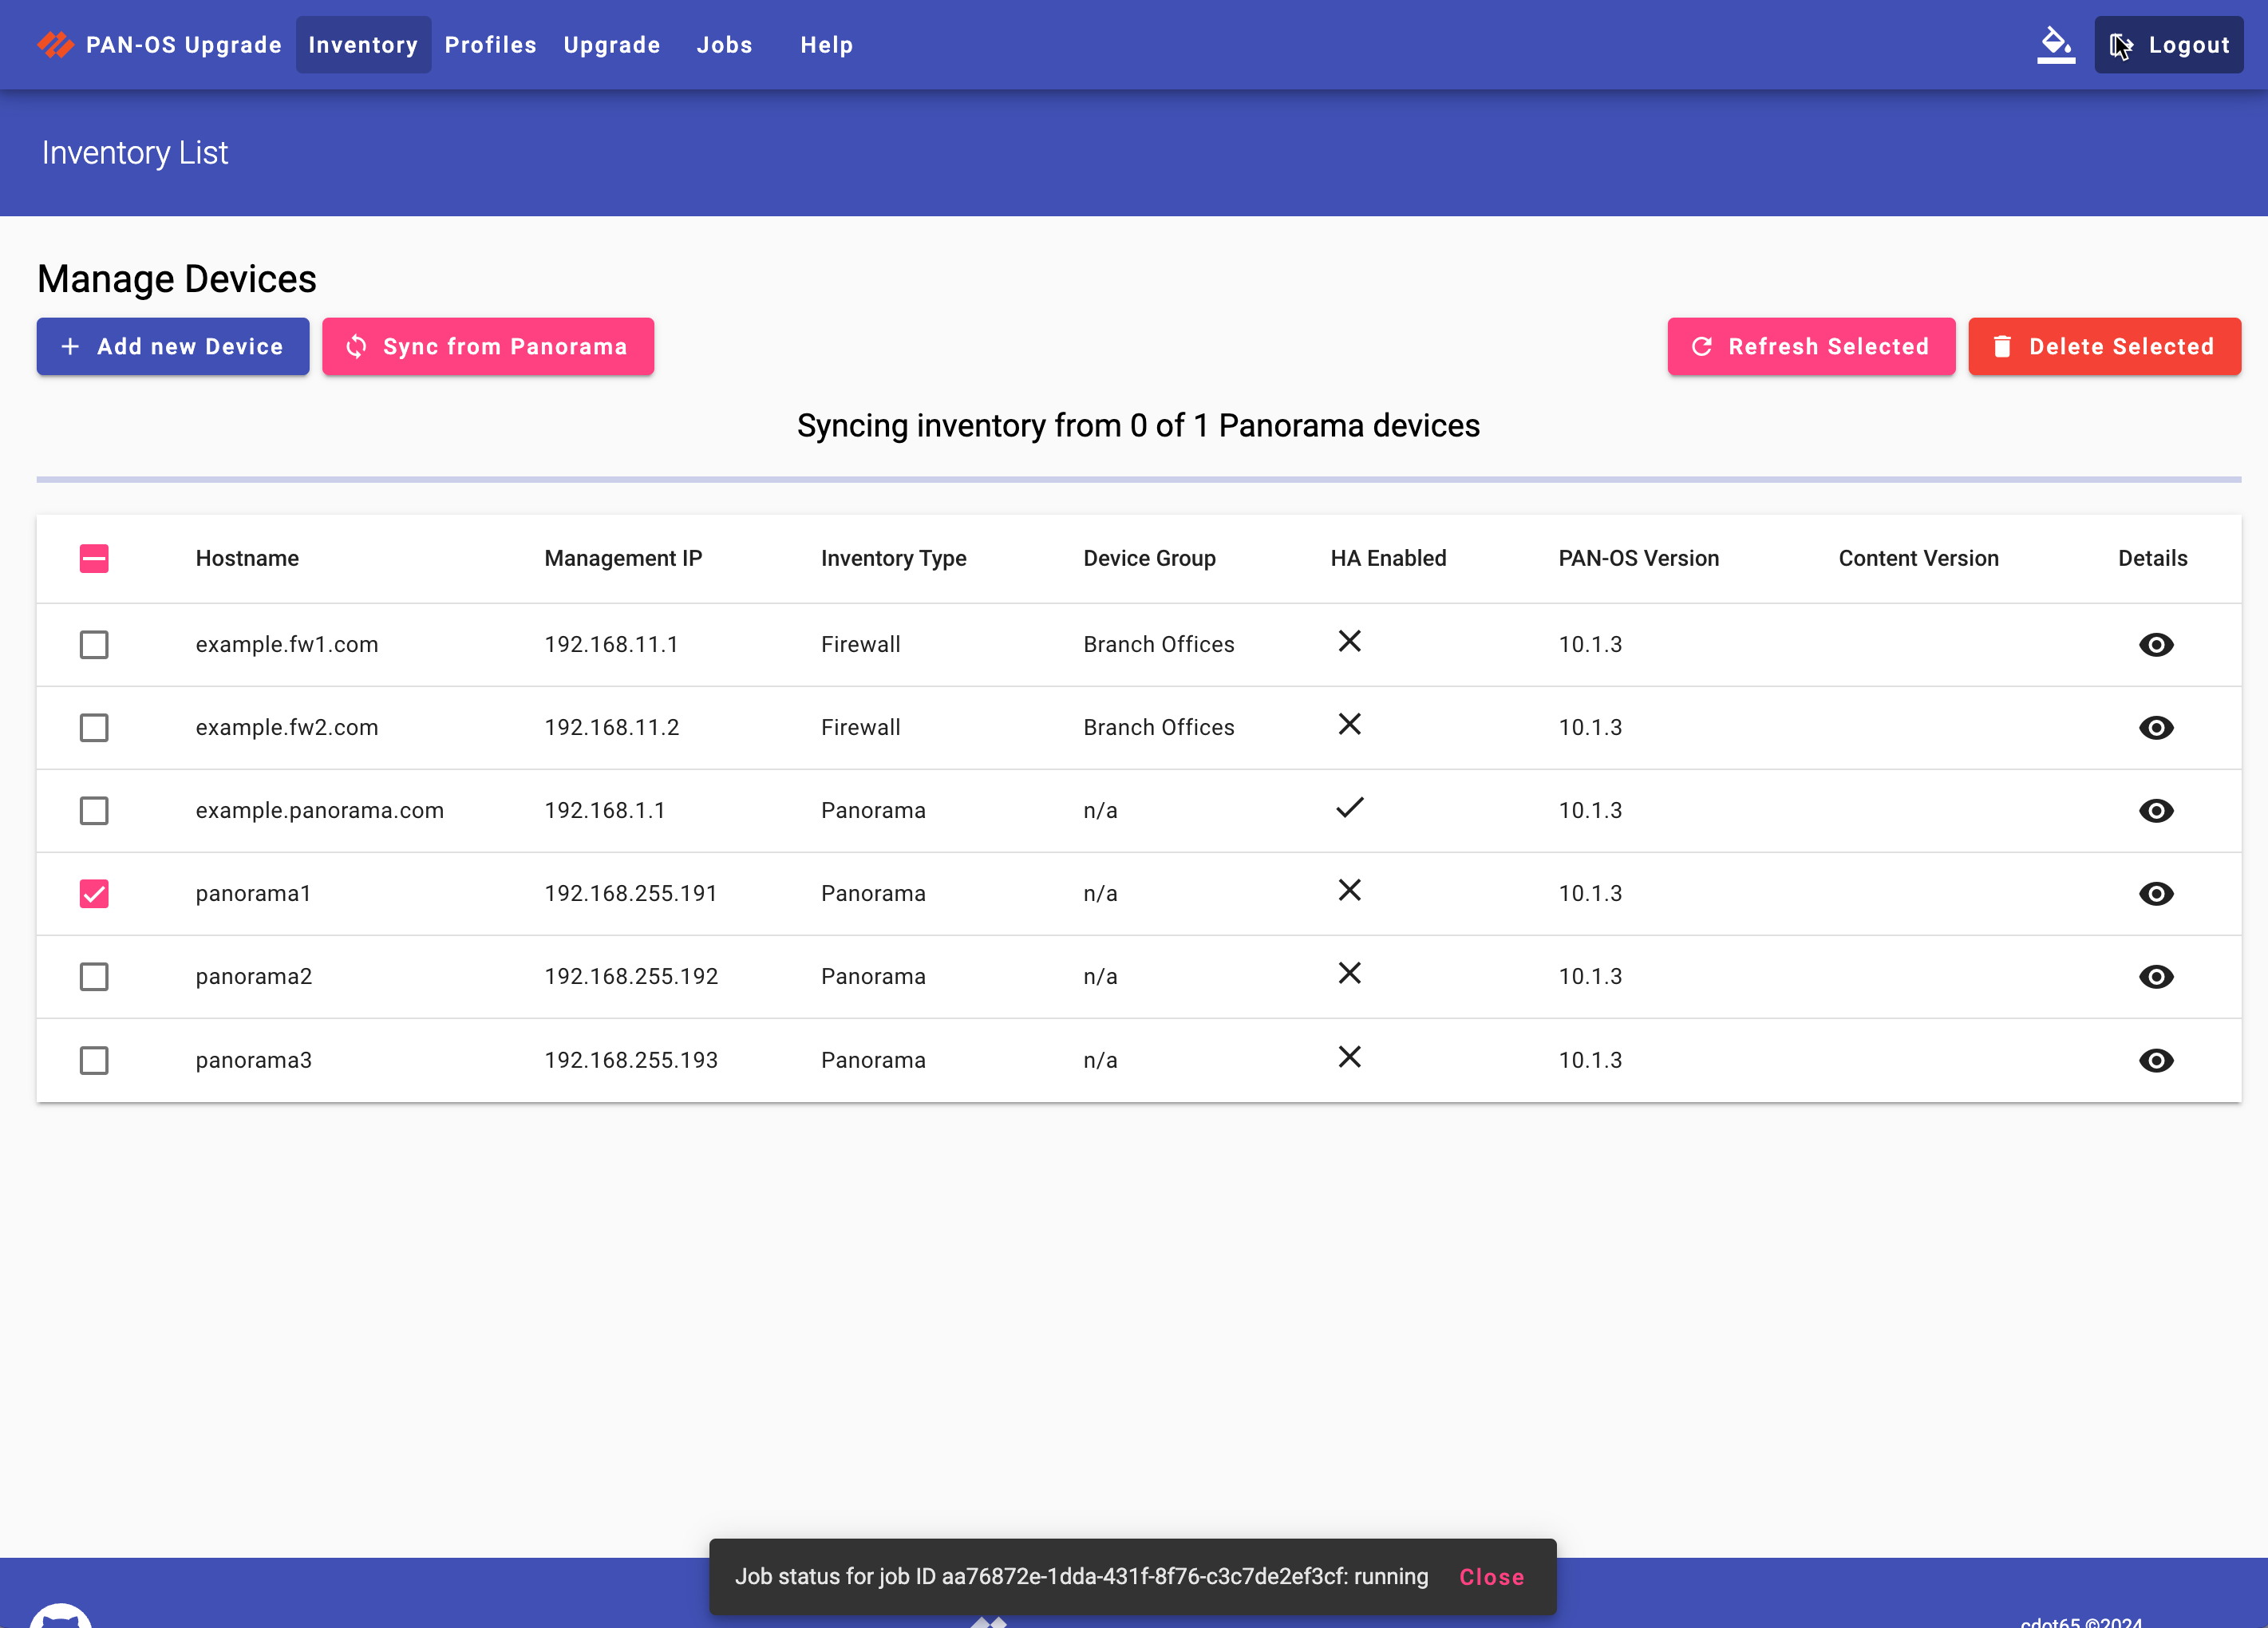 PAN-OS Upgrade Inventory Profiles Upgrade Jobs Help Logout
Inventory List
Manage Devices
Add new Device Sync from Panorama Refresh Selected Delete Selected
Syncing inventory from 0 of 1 Panorama devices
Hostname Management IP Inventory Type Device Group HA Enabled PAN-OS Version Content Version Details
example.fw1.com 192.168.11.1 Firewall Branch Offices 10.1.3
example.fw2.com 192.168.11.2 Firewall Branch Offices 10.1.3
example.panorama.com 192.168.1.1 Panorama n/a 10.1.3
panorama1 192.168.255.191 Panorama n/a 10.1.3
panorama2 192.168.255.192 Panorama n/a 10.1.3
panorama3 192.168.255.193 Panorama n/a 10.1.3
Job status for job ID aa76872e-1dda-431f-8f76-c3c7de2ef3cf: running Close
cdot65 ©2024